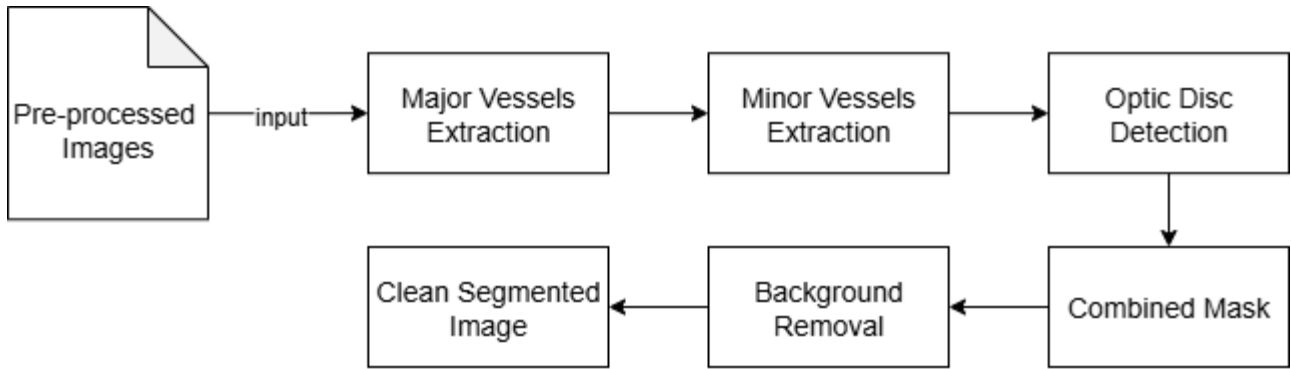 Pre-processed
Images
input
Major Vessels
Extraction
Minor Vessels
Extraction
Optic Disc
Detection
Combined Mask
Background
Removal
Clean Segmented
Image